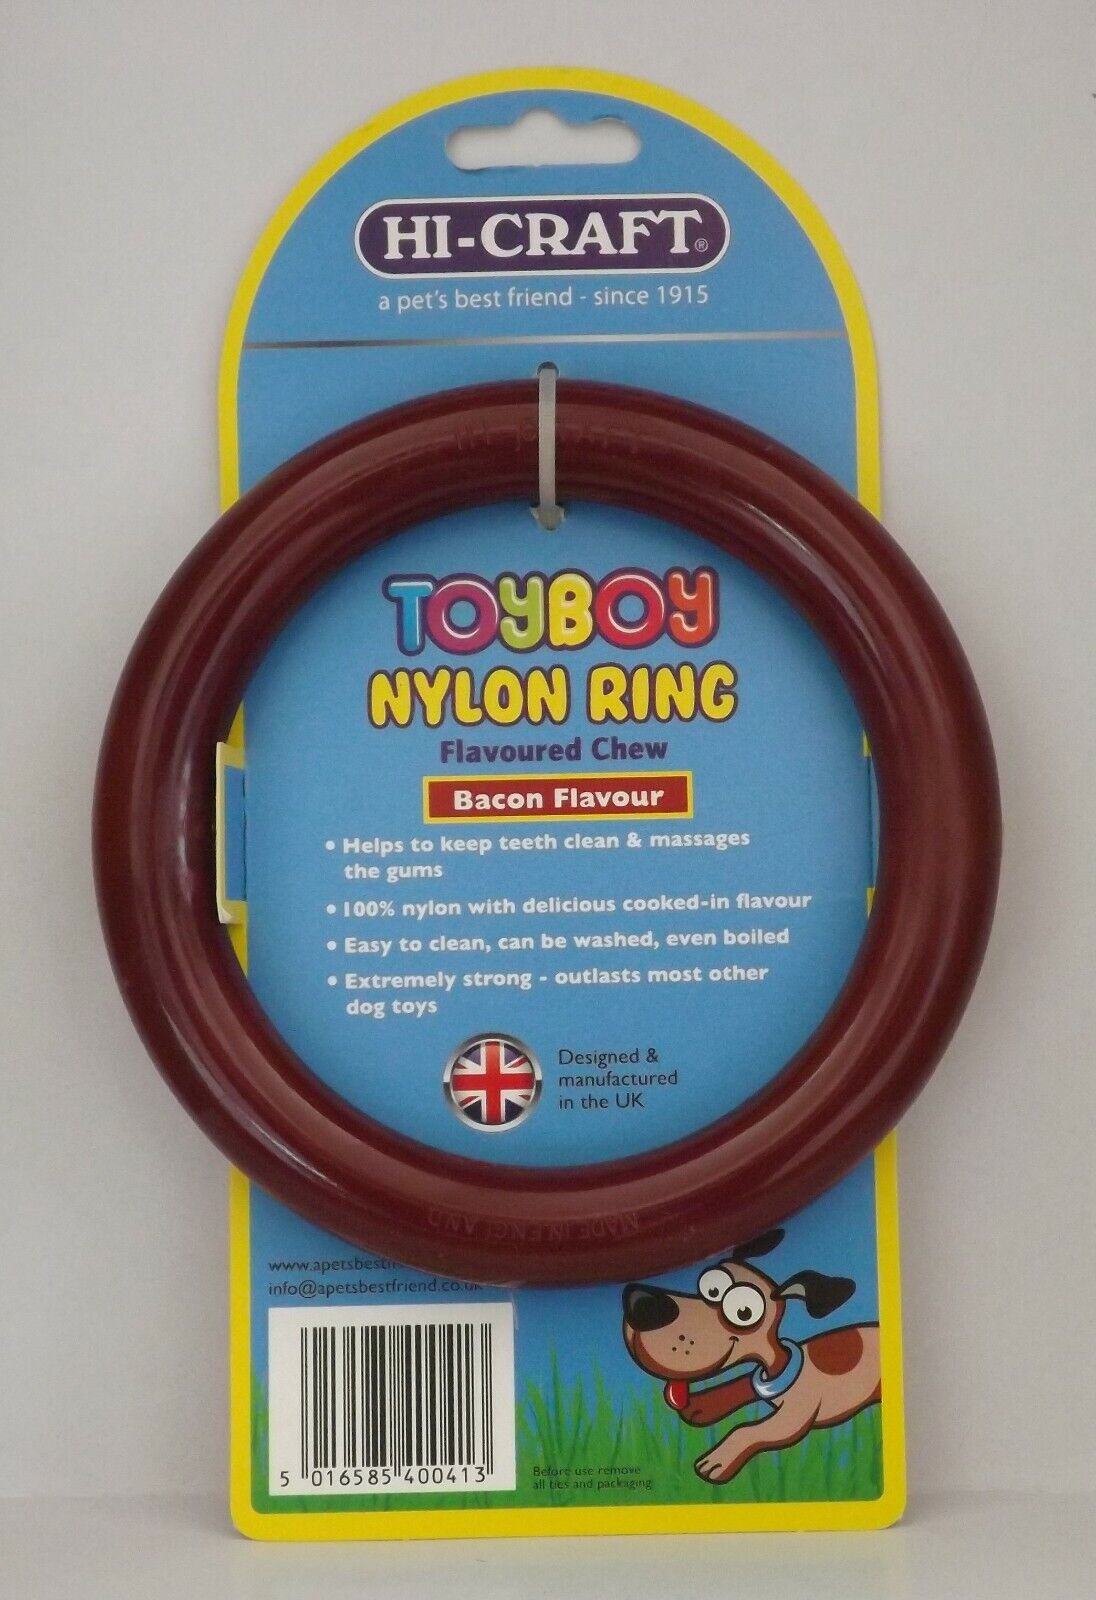 HI-CRAFT®
a pet's best friend - since 1915
TOYBOY
NYLON RING
Flavoured Chew
Bacon Flavour
• Helps to keep teeth clean & massages
the gums
• 100% nylon with delicious cooked-in flavour
• Easy to clean, can be washed, even boiled
• Extremely strong - outlasts most other
dog toys
Designed &
manufactured
in the UK
MADE IN ENGLAND
info@apetsbestfriend.co.uk
5 016585 400413
Before use remove
all ties and packaging